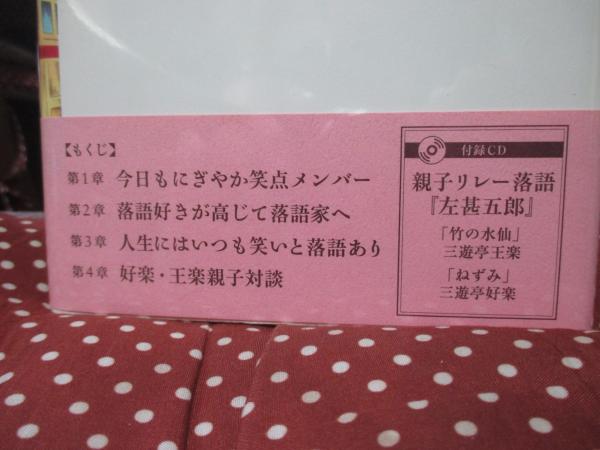 【もくじ】
第1章 今日もにぎやか笑点メンバー
第2章 落語好きが高じて落語家へ
第3章 人生にはいつも笑いと落語あり
第4章 好楽・王楽親子対談
付録CD
親子リレー落語
『左甚五郎』
「竹の水仙」
三遊亭王楽
「ねずみ」
三遊亭好楽